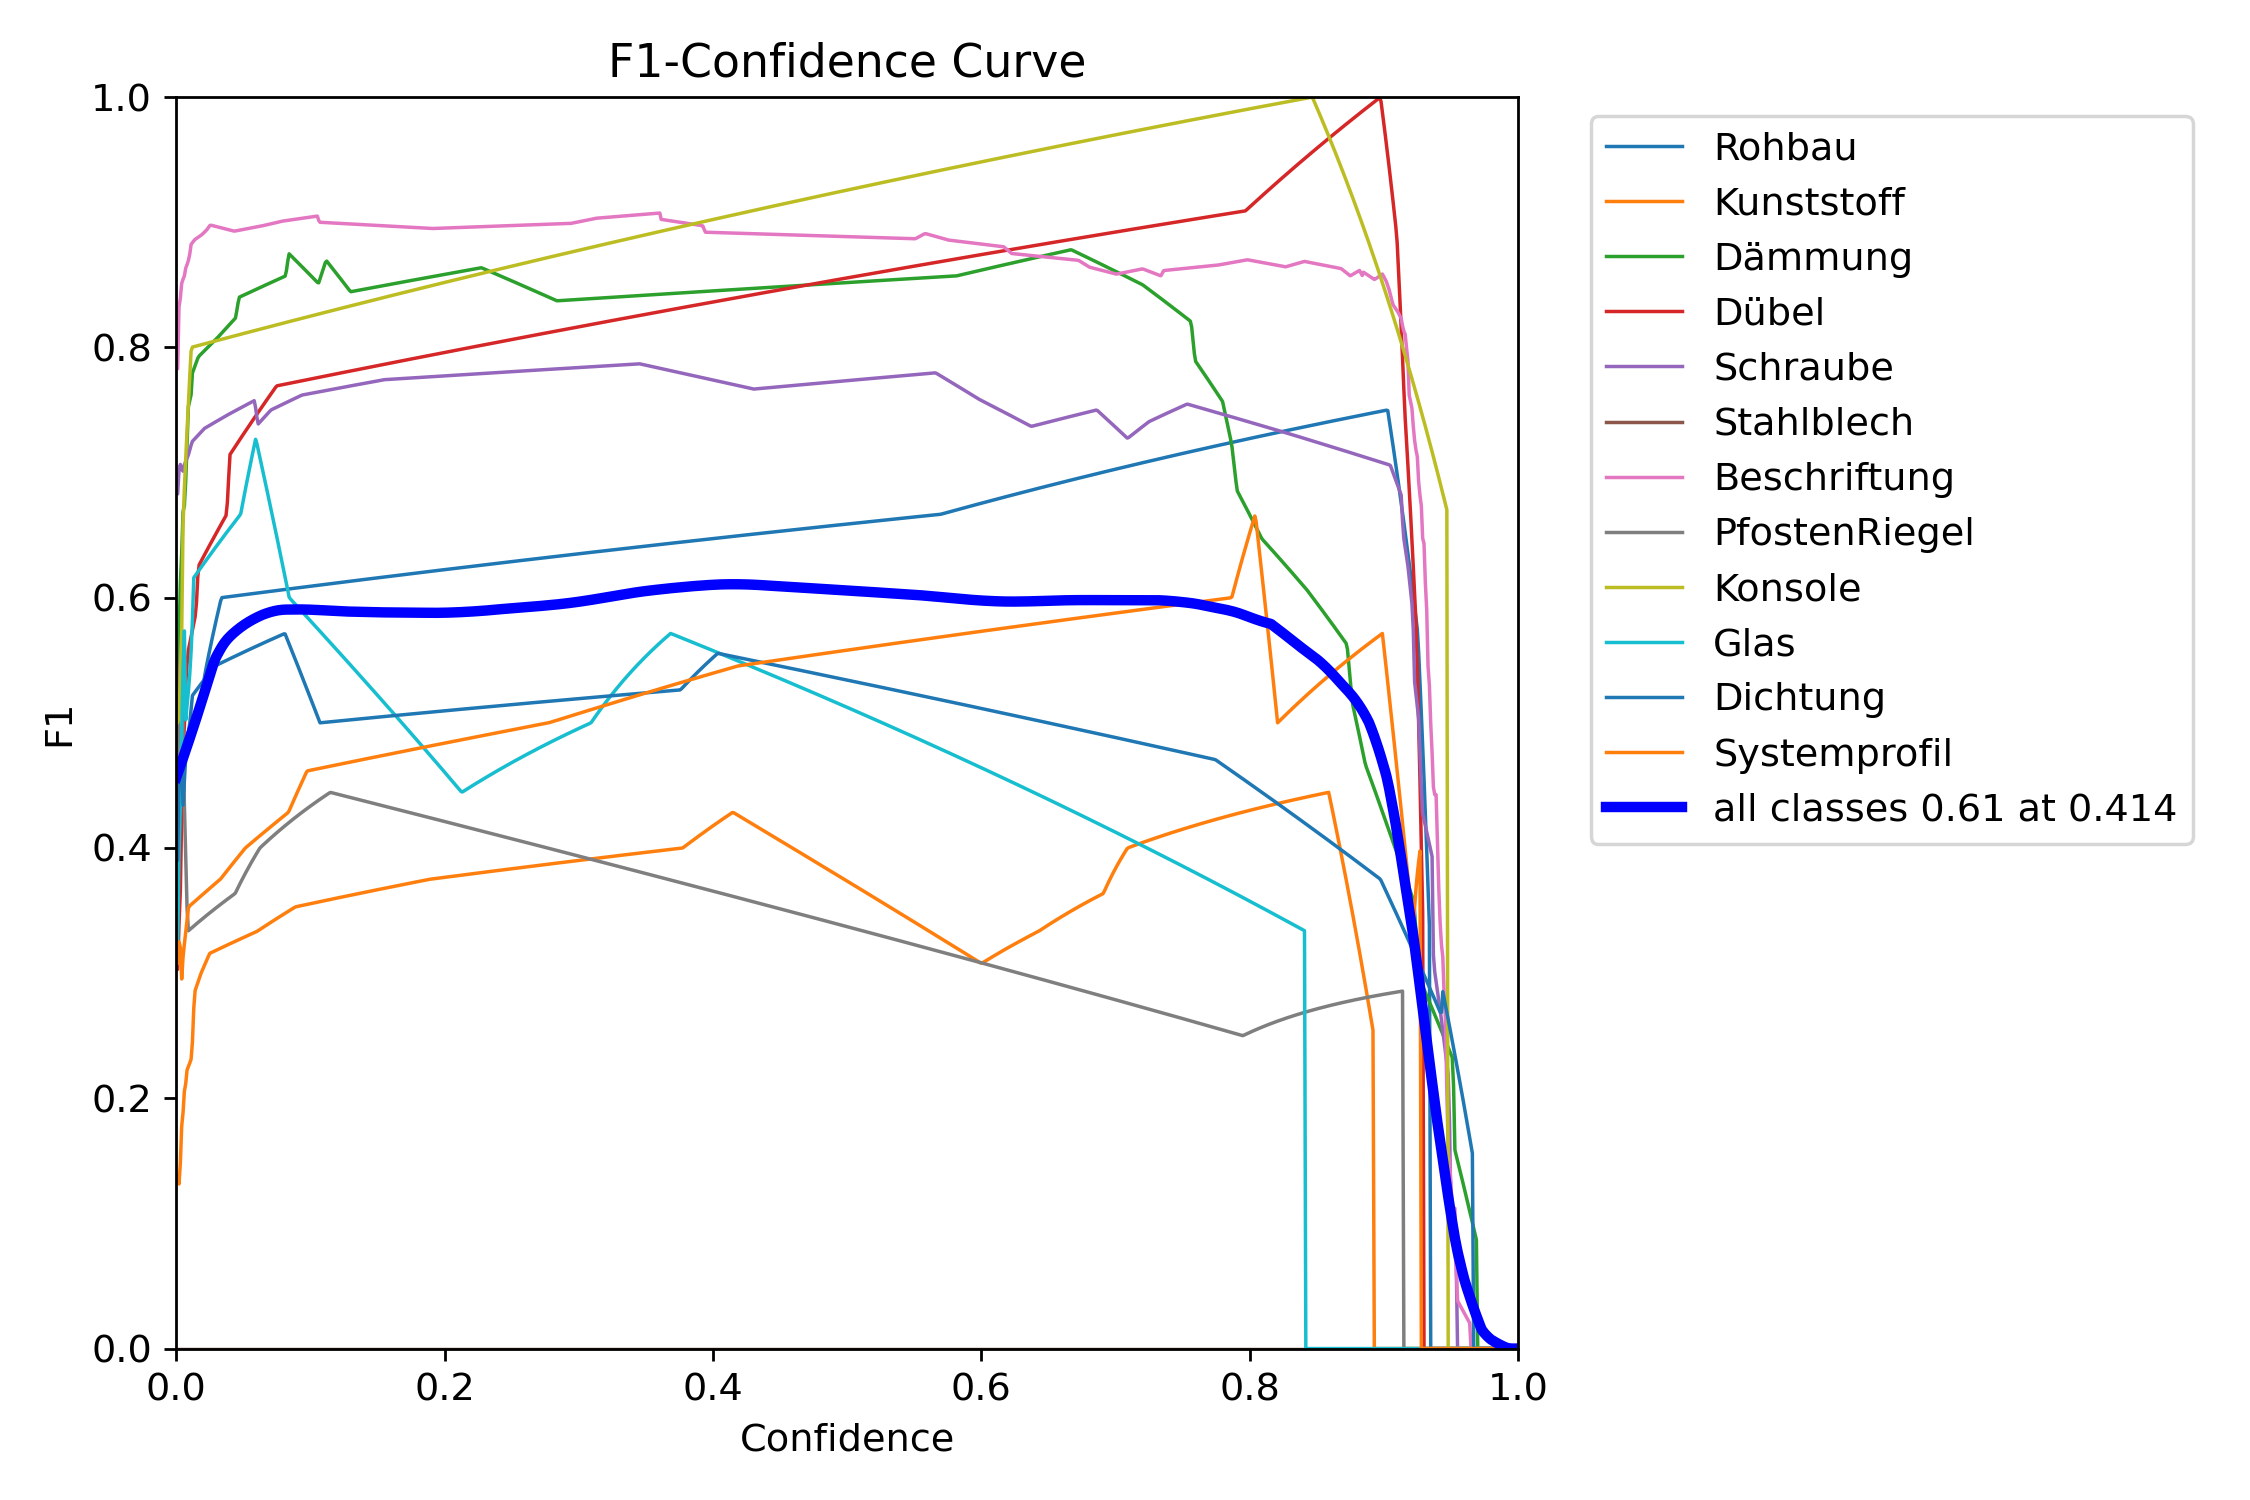 F1-Confidence Curve
1.0
0.8
0.6
0.4
0.2
0.0
F1
0.0 0.2 0.4 0.6 0.8 1.0
Confidence
Rohbau
Kunststoff
Dämmung
Dübel
Schraube
Stahlblech
Beschriftung
PfostenRiegel
Konsole
Glas
Dichtung
Systemprofil
all classes 0.61 at 0.414